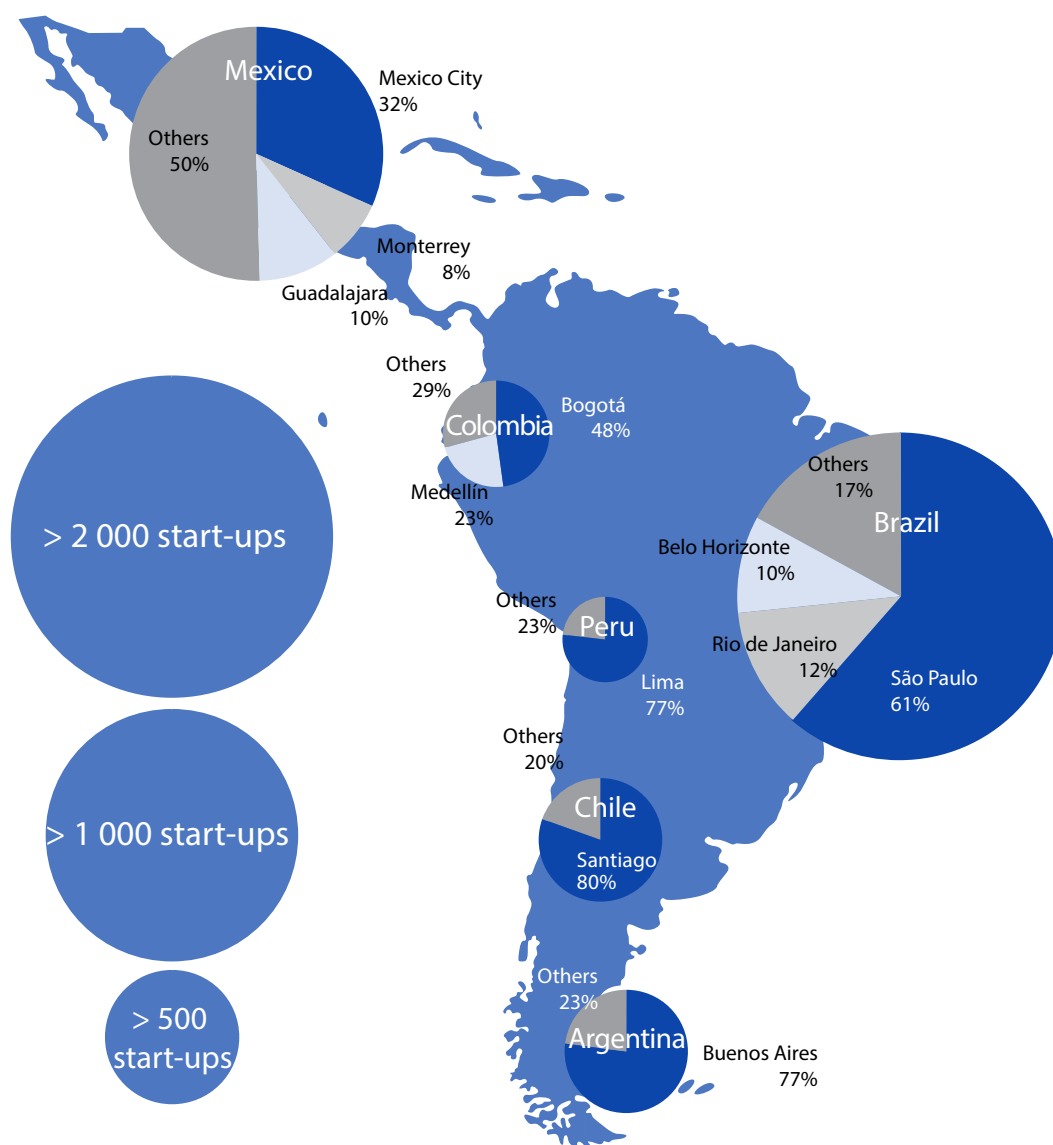 Mexico
Mexico City
32%
Others
50%
Monterrey
8%
Guadalajara
10%
Others
29%
Colombia
Bogotá
48%
Medellín
23%
> 2 000 start-ups
Others
17%
Brazil
Belo Horizonte
10%
Rio de Janeiro
12%
São Paulo
61%
Others
23%
Peru
Lima
77%
Others
20%
Chile
Santiago
80%
> 1 000 start-ups
Others
23%
Argentina
Buenos Aires
77%
> 500
start-ups